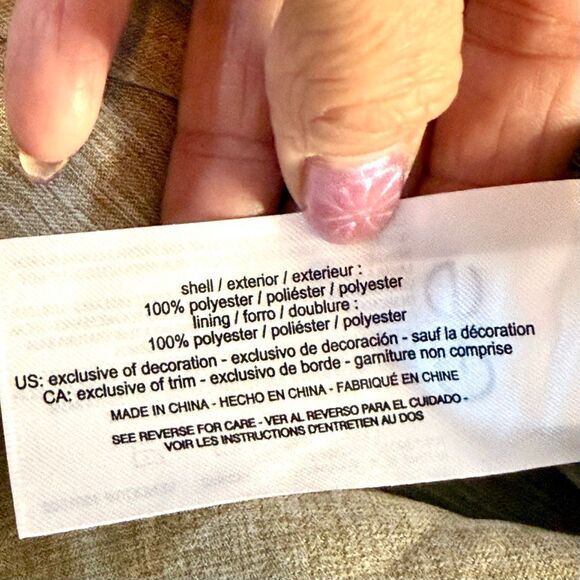 shell / exterior / exterieur :
100% polyester / poliéster / polyester
lining / forro / doublure :
100% polyester / poliéster / polyester
US: exclusive of decoration - exclusivo de decoración - sauf la décoration
CA: exclusive of trim - exclusivo de borde - garniture non comprise
MADE IN CHINA - HECHO EN CHINA - FABRIQUÉ EN CHINE
SEE REVERSE FOR CARE - VER AL REVERSO PARA EL CUIDADO -
VOIR LES INSTRUCTIONS D'ENTRETIEN AU DOS